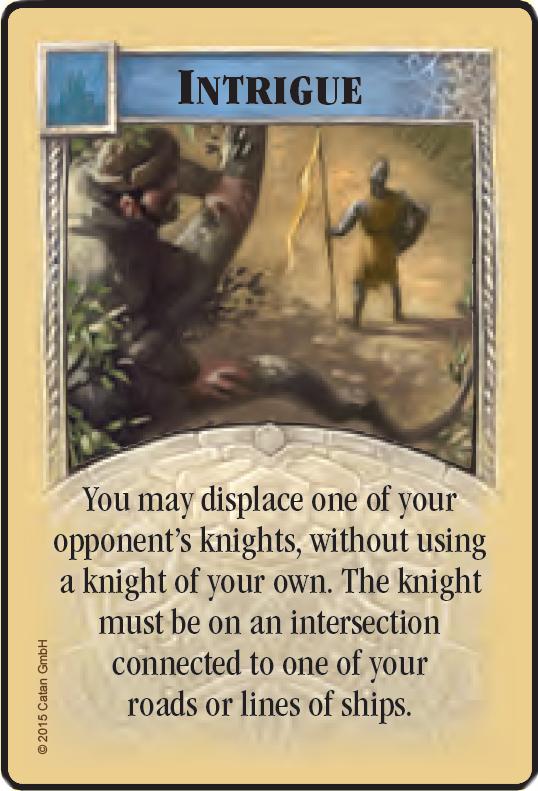 INTRIGUE
You may displace one of your
opponent's knights, without using
a knight of your own. The knight
must be on an intersection
connected to one of your
roads or lines of ships.
© 2015 Catan GmbH